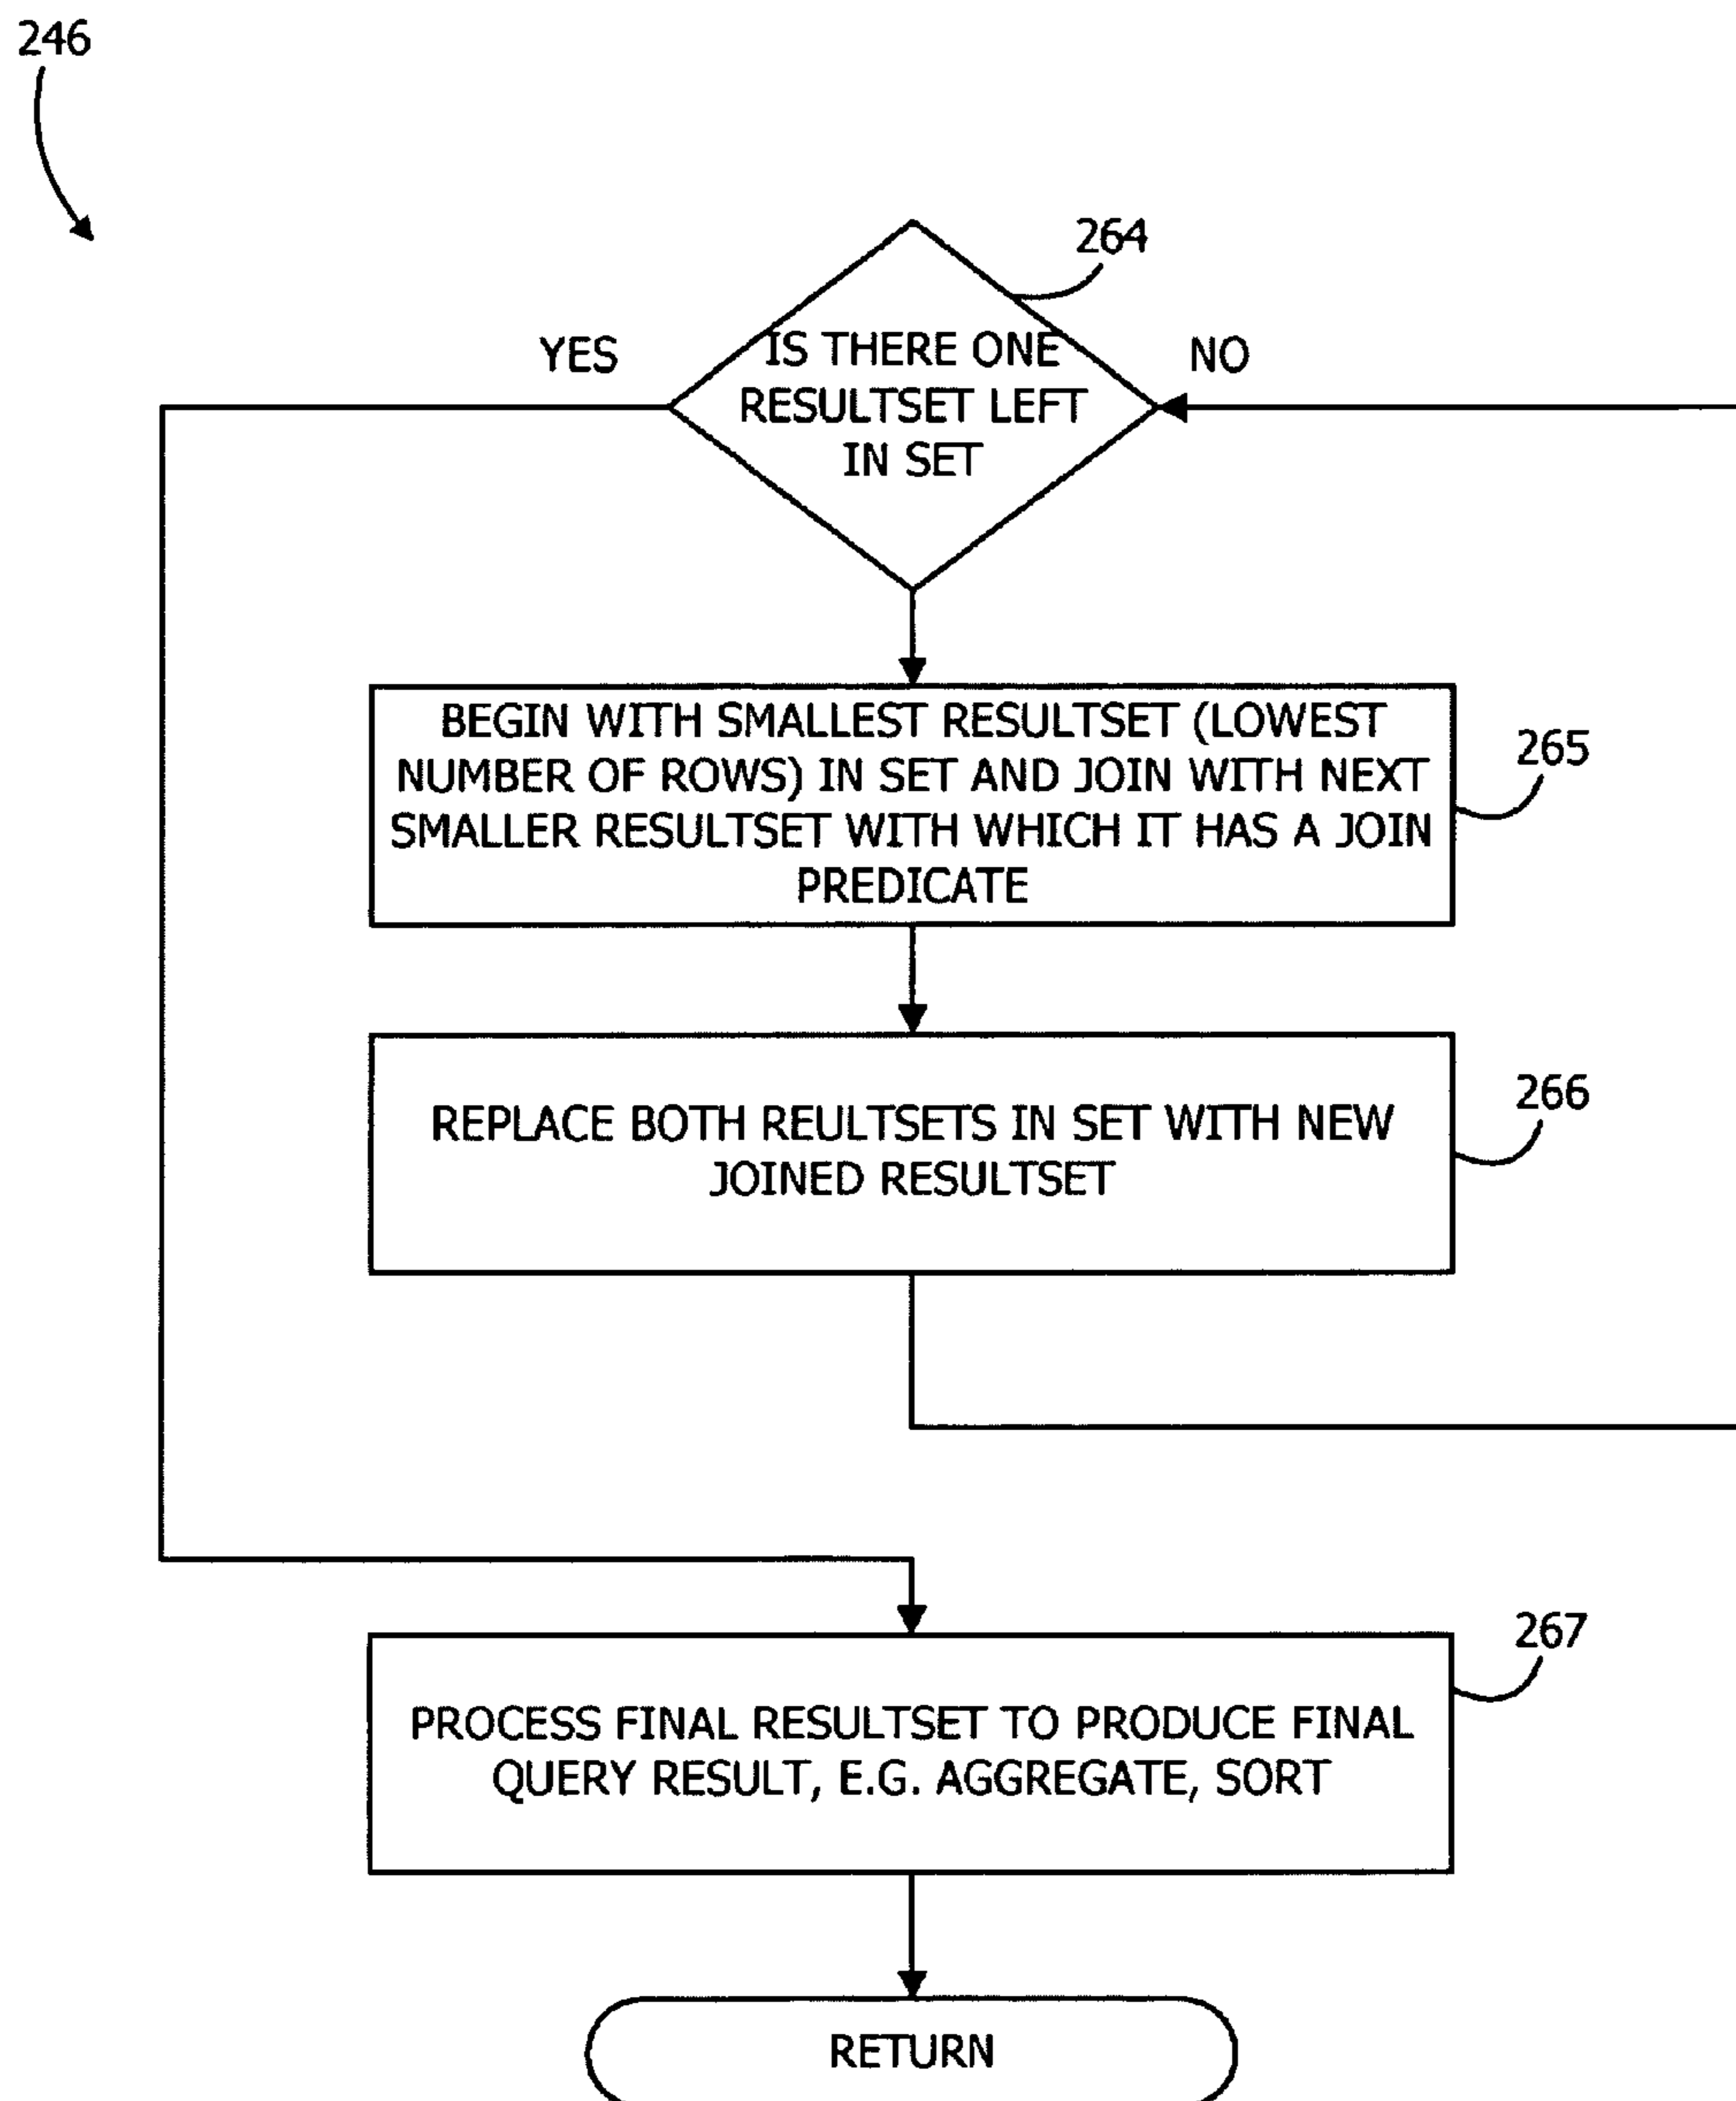 246
264
YES
NO
IS THERE ONE
RESULTSET LEFT
IN SET
BEGIN WITH SMALLEST RESULTSET (LOWEST
NUMBER OF ROWS) IN SET AND JOIN WITH NEXT
SMALLER RESULTSET WITH WHICH IT HAS A JOIN
PREDICATE
265
REPLACE BOTH REULTSETS IN SET WITH NEW
JOINED RESULTSET
266
267
PROCESS FINAL RESULTSET TO PRODUCE FINAL
QUERY RESULT, E.G. AGGREGATE, SORT
RETURN